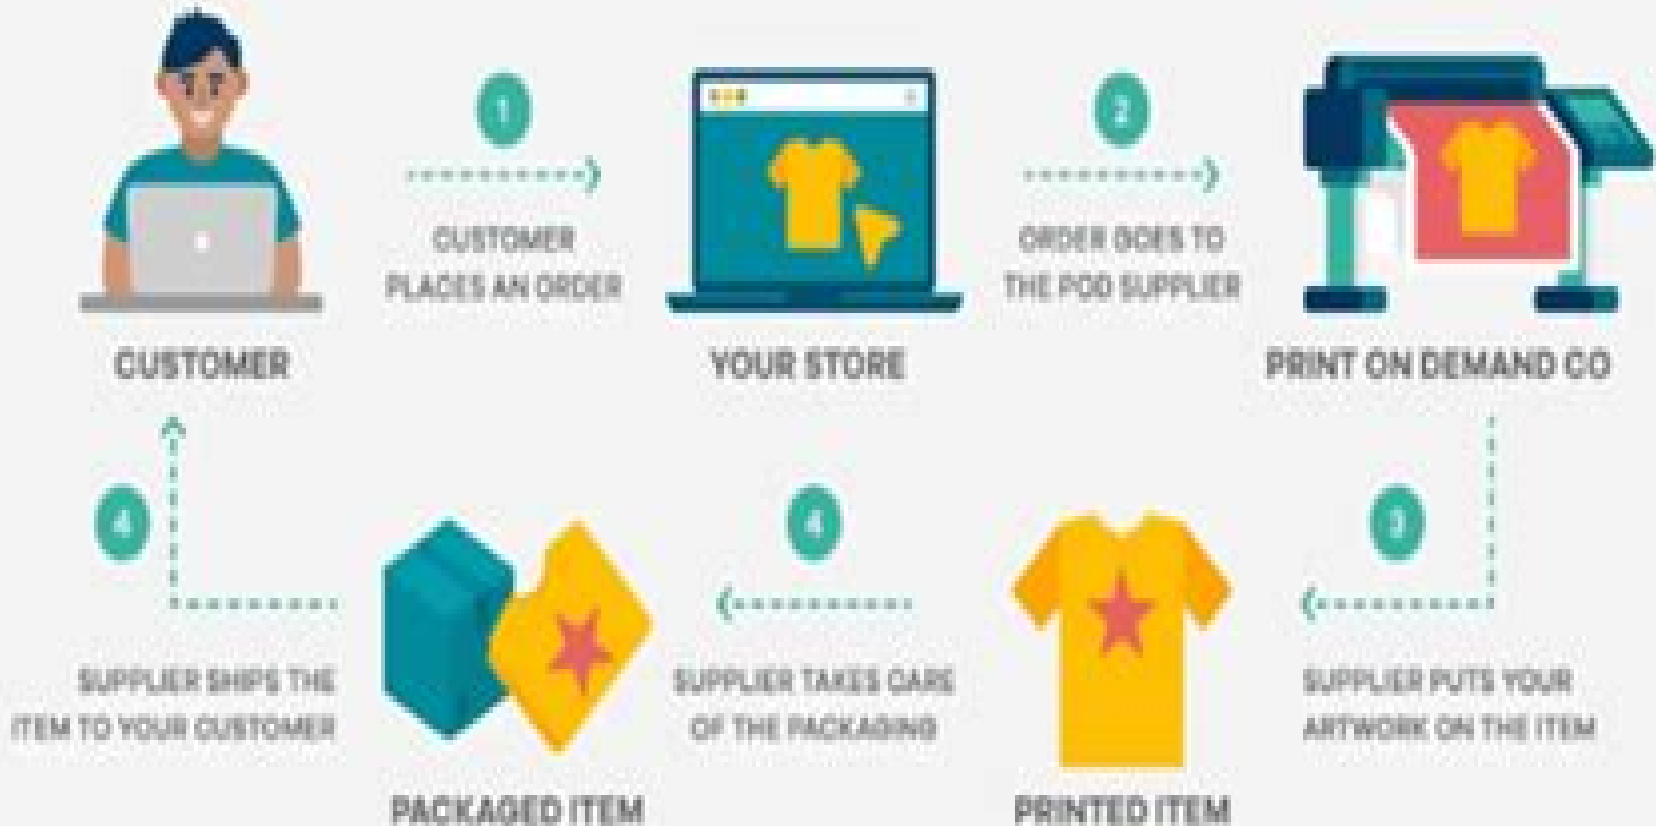 1
2
CUSTOMER
PLACES AN ORDER
ORDER GOES TO
THE POD SUPPLIER
CUSTOMER
YOUR STORE
PRINT ON DEMAND CO
4
4
3
SUPPLIER SHIPS THE
ITEM TO YOUR CUSTOMER
SUPPLIER TAKES CARE
OF THE PACKAGING
SUPPLIER PUTS YOUR
ARTWORK ON THE ITEM
PACKAGED ITEM
PRINTED ITEM